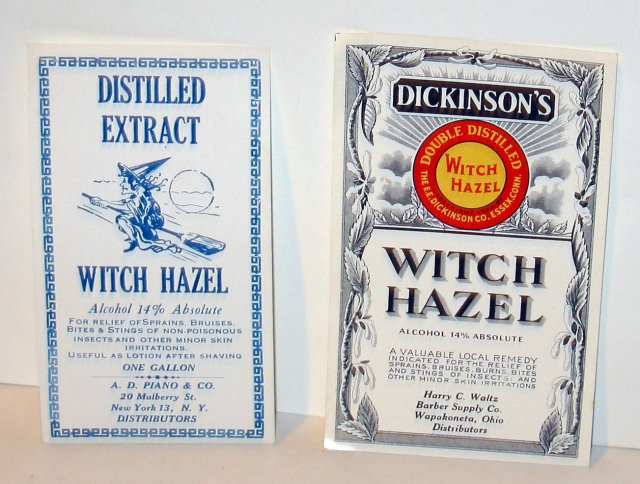 DISTILLED
EXTRACT
WITCH HAZEL
Alcohol 14% Absolute
FOR RELIEF OF SPRAINS, BRUISES,
BITES & STINGS OF NON-POISONOUS
INSECTS AND OTHER MINOR SKIN
IRRITATIONS.
USEFUL AS LOTION AFTER SHAVING
ONE GALLON
A. D. PIANO & CO.
20 Mulberry St.
New York 13, N. Y.
DISTRIBUTORS
DICKINSON'S
DOUBLE DISTILLED
WITCH
HAZEL
THE E.E. DICKINSON CO. ESSEX, CONN.
WITCH
HAZEL
ALCOHOL 14% ABSOLUTE
A VALUABLE LOCAL REMEDY
INDICATED FOR THE RELIEF OF
SPRAINS, BRUISES, BURNS, BITES
AND STINGS OF INSECTS; AND
OTHER MINOR SKIN IRRITATIONS
Harry C. Waltz
Barber Supply Co.
Wapokoneta, Ohio
Distributors